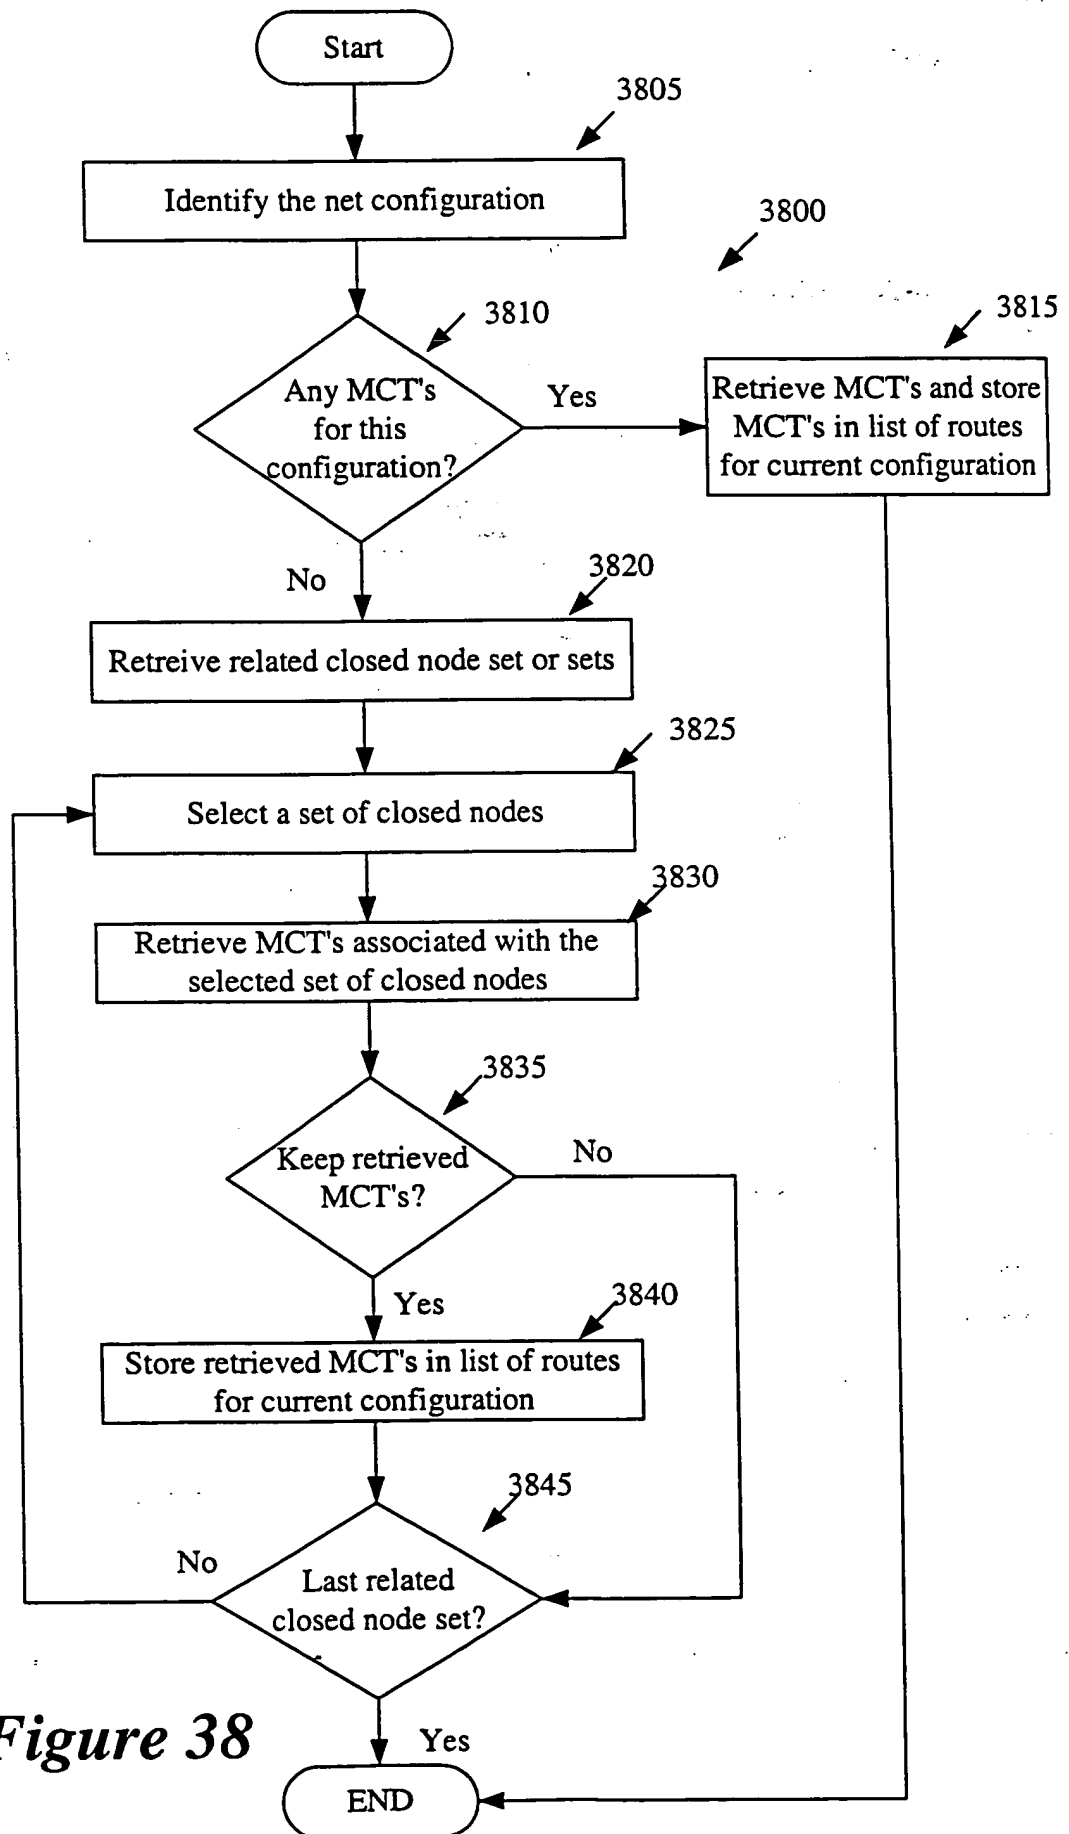 Start
3805
Identify the net configuration
3800
3810
3815
Any MCT's
for this
configuration?
Yes
Retrieve MCT's and store
MCT's in list of routes
for current configuration
No
3820
Retreive related closed node set or sets
3825
Select a set of closed nodes
3830
Retrieve MCT's associated with the
selected set of closed nodes
3835
Keep retrieved
MCT's?
No
Yes
3840
Store retrieved MCT's in list of routes
for current configuration
3845
No
Last related
closed node set?
Figure 38
Yes
END